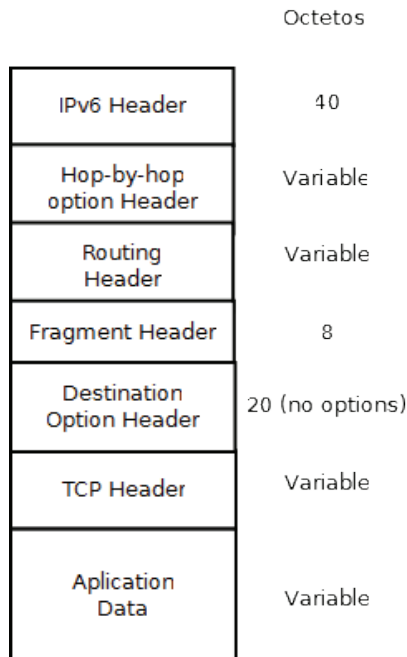 Octetos
IPv6 Header
40
Hop-by-hop
option Header
Variable
Routing
Header
Variable
Fragment Header
8
Destination
Option Header
20 (no options)
TCP Header
Variable
Aplication
Data
Variable